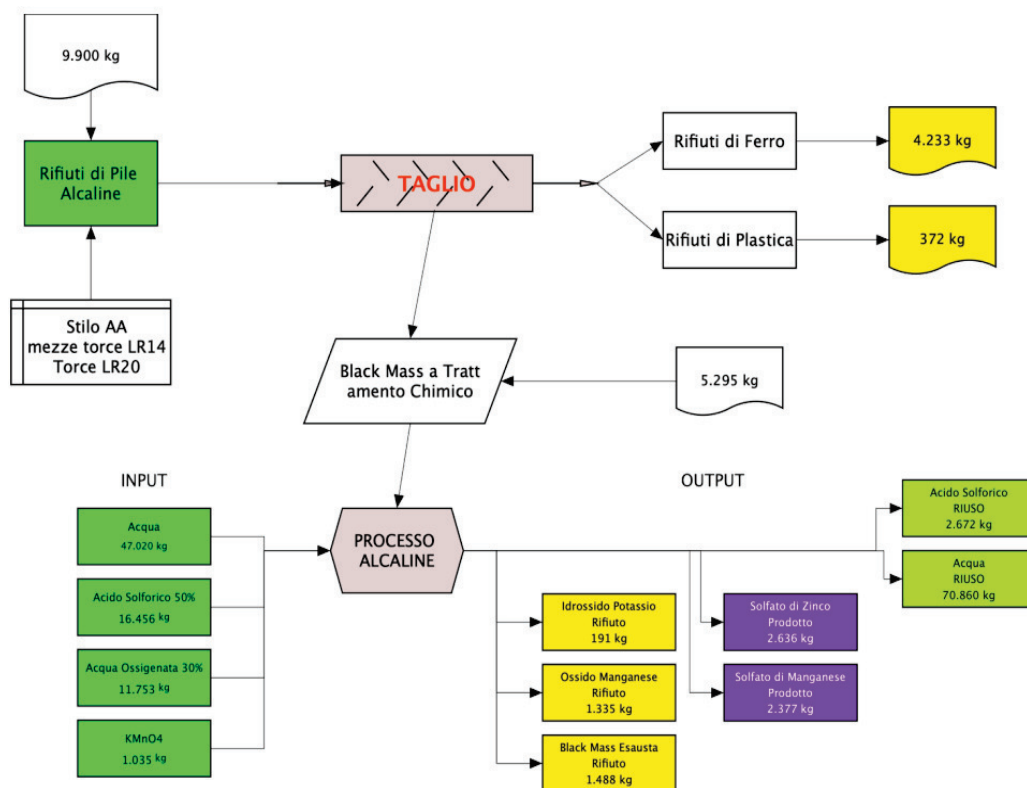 9.900 kg
Rifiuti di Pile
Alcaline
Stilo AA
mezze torce LR14
Torce LR20
TAGLIO
Rifiuti di Ferro
4.233 kg
Rifiuti di Plastica
372 kg
Black Mass a Tratt
amento Chimico
5.295 kg
INPUT
OUTPUT
Acqua
47.020 kg
Acido Solforico 50%
16.456 kg
Acqua Ossigenata 30%
11.753 kg
KMnO4
1.035 kg
PROCESSO
ALCALINE
Idrossido Potassio
Rifiuto
191 kg
Ossido Manganese
Rifiuto
1.335 kg
Black Mass Esausta
Rifiuto
1.488 kg
Solfato di Zinco
Prodotto
2.636 kg
Solfato di Manganese
Prodotto
2.377 kg
Acido Solforico
RIUSO
2.672 kg
Acqua
RIUSO
70.860 kg